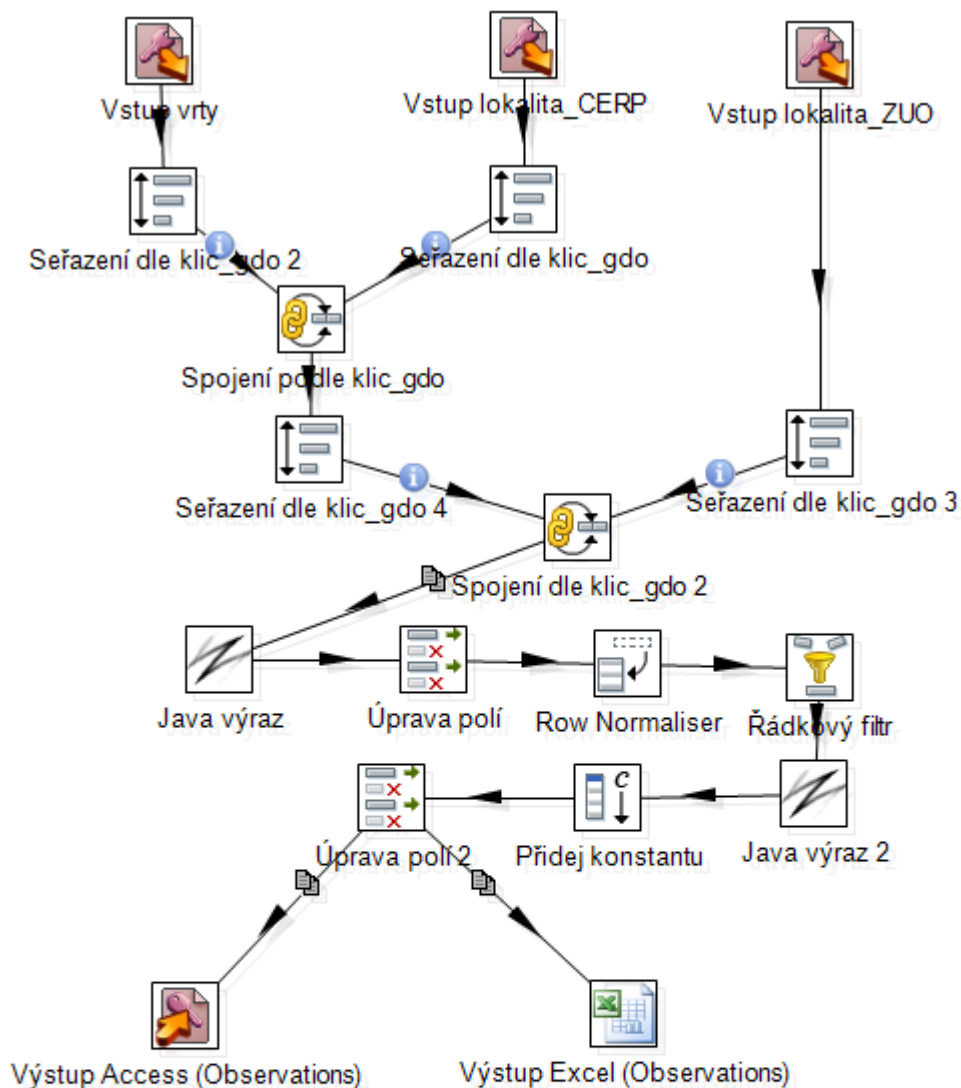 Vstup vrty
Vstup lokalita_CERP
Vstup lokalita_ZUO
Seřazení dle klic_gdo 2
Seřazení dle klic_gdo
Spojení podle klic_gdo
Seřazení dle klic_gdo 4
Seřazení dle klic_gdo 3
Spojení dle klic_gdo 2
Java výraz
Úprava polí
Row Normaliser
Řádkový filtr
Úprava polí 2
Přidej konstantu
Java výraz 2
Výstup Access (Observations)
Výstup Excel (Observations)